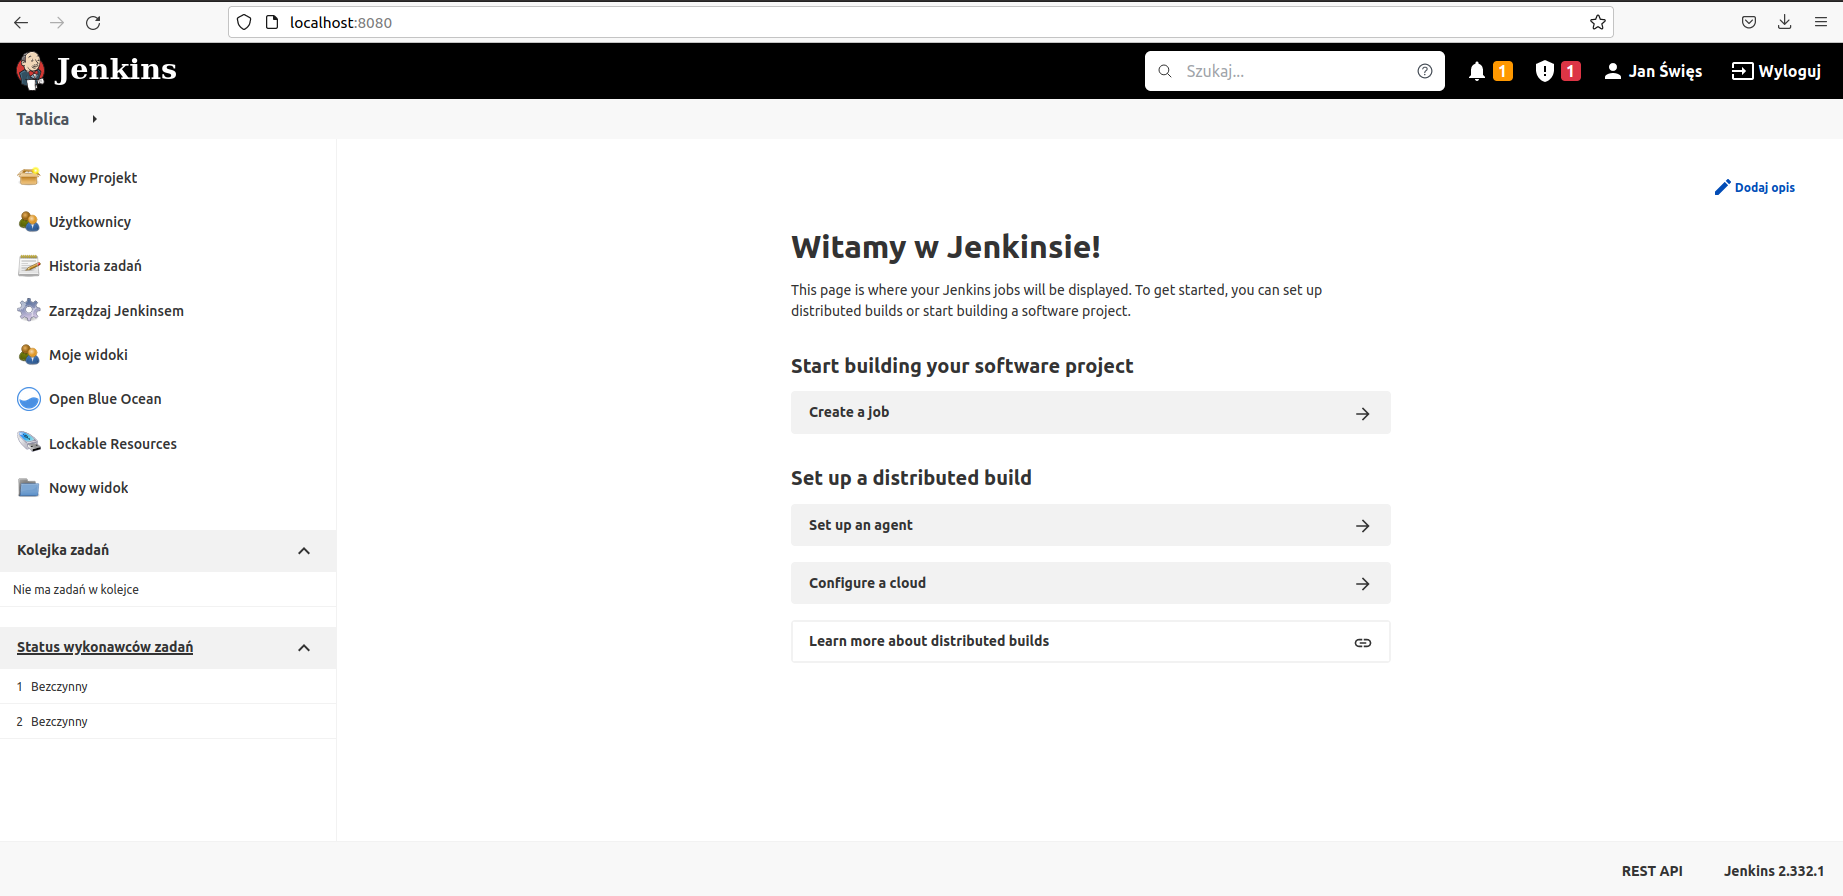 localhost:8080
Jenkins
Szukaj...
1
1
Jan Święs
Wyloguj
Tablica
Nowy Projekt
Użytkownicy
Historia zadań
Zarządzaj Jenkinsem
Moje widoki
Open Blue Ocean
Lockable Resources
Nowy widok
Kolejka zadań
Nie ma zadań w kolejce
Status wykonawców zadań
1 Bezczynny
2 Bezczynny
Dodaj opis
Witamy w Jenkinsie!
This page is where your Jenkins jobs will be displayed. To get started, you can set up
distributed builds or start building a software project.
Start building your software project
Create a job
Set up a distributed build
Set up an agent
Configure a cloud
Learn more about distributed builds
REST API
Jenkins 2.332.1